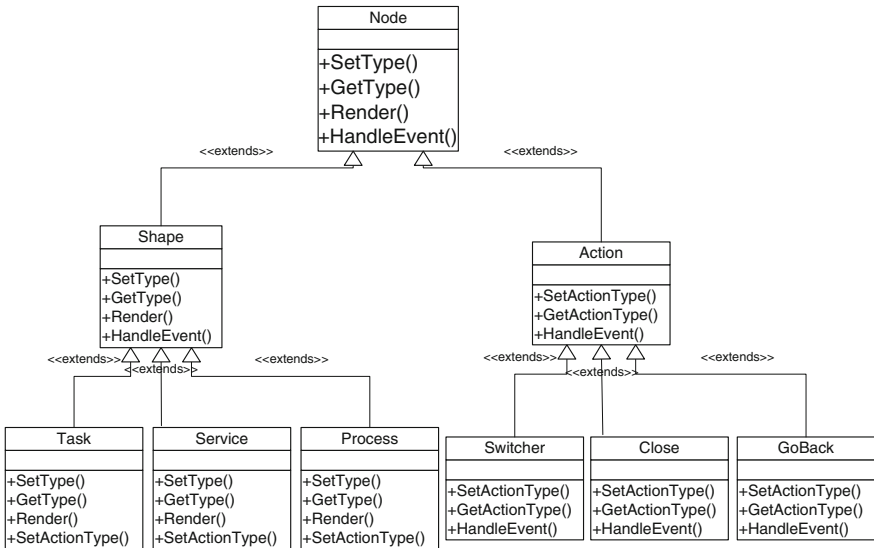 Node
+SetType()
+GetType()
+Render()
+HandleEvent()
<<extends>>
<<extends>>
Shape
+SetType()
+GetType()
+Render()
+HandleEvent()
Action
+SetActionType()
+GetActionType()
+HandleEvent()
<<extends>>
<<extends>>
<<extends>>
<<extends>>
<<extends>>
<<extends>>
Task
+SetType()
+GetType()
+Render()
+SetActionType()
Service
+SetType()
+GetType()
+Render()
+SetActionType()
Process
+SetType()
+GetType()
+Render()
+SetActionType()
Switcher
+SetActionType()
+GetActionType()
+HandleEvent()
Close
+SetActionType()
+GetActionType()
+HandleEvent()
GoBack
+SetActionType()
+GetActionType()
+HandleEvent()